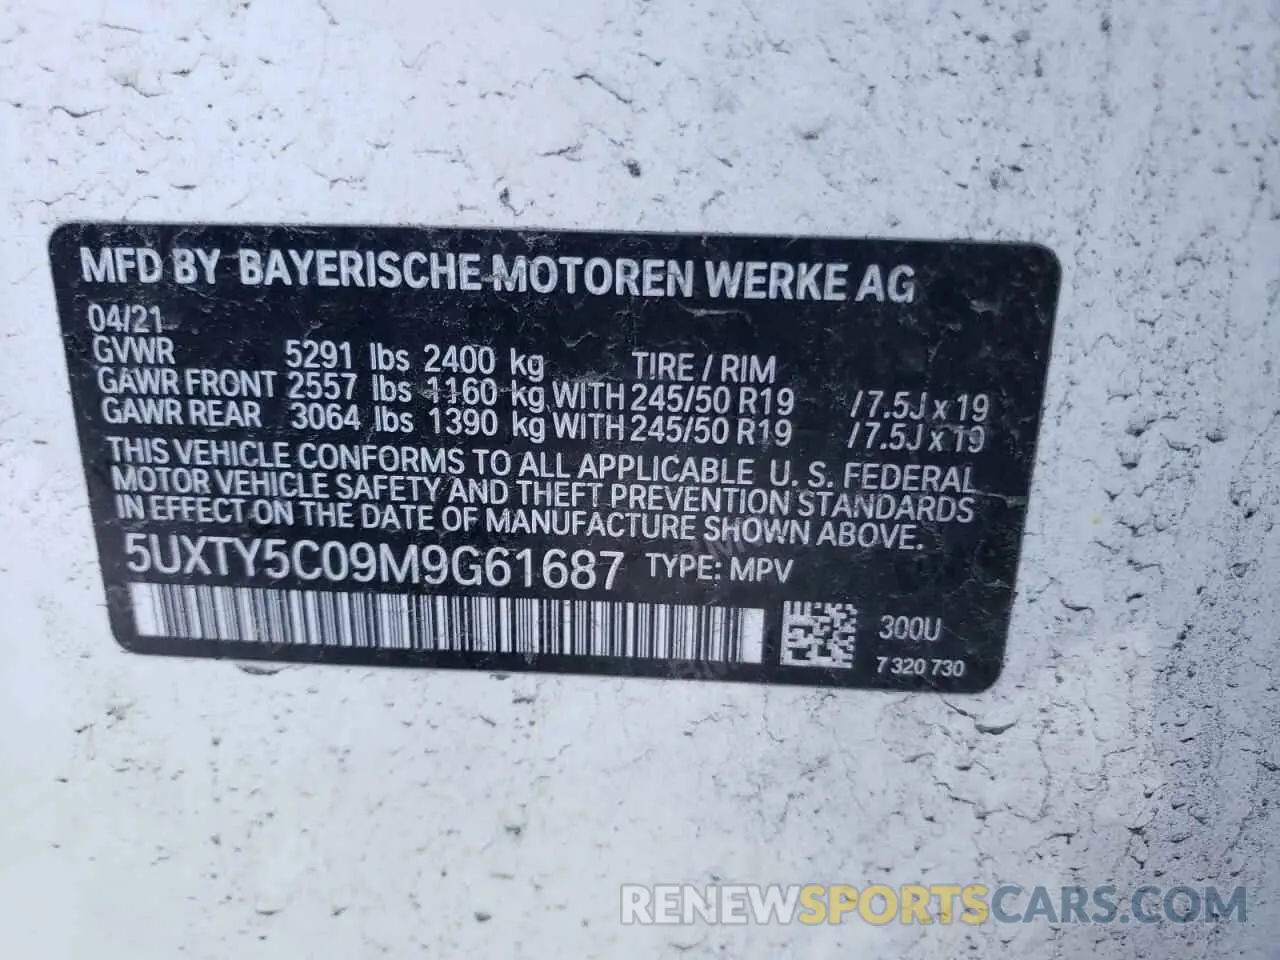 MFD BY BAYERISCHE MOTOREN WERKE AG
04/21
GVWR 5291 lbs 2400 kg TIRE / RIM
GAWR FRONT 2557 lbs 1160 kg WITH 245/50 R19 / 7.5J x 19
GAWR REAR 3064 lbs 1390 kg WITH 245/50 R19 / 7.5J x 19
THIS VEHICLE CONFORMS TO ALL APPLICABLE U. S. FEDERAL
MOTOR VEHICLE SAFETY AND THEFT PREVENTION STANDARDS
IN EFFECT ON THE DATE OF MANUFACTURE SHOWN ABOVE.
5UXTY5C09M9G61687 TYPE: MPV
300U
7 320 730
RENEWSPORTSCARS.COM